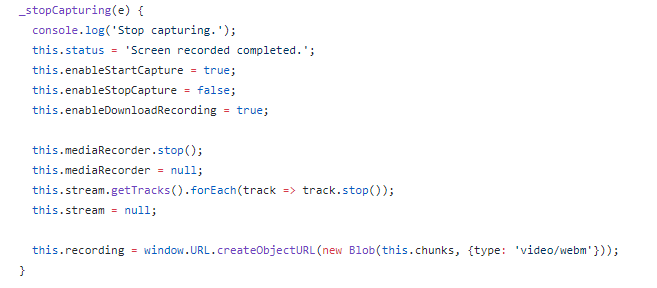 _stopCapturing(e) {
console.log('Stop capturing.');
this.status = 'Screen recorded completed.';
this.enableStartCapture = true;
this.enableStopCapture = false;
this.enableDownloadRecording = true;
this.mediaRecorder.stop();
this.mediaRecorder = null;
this.stream.getTracks().forEach(track => track.stop());
this.stream = null;
this.recording = window.URL.createObjectURL(new Blob(this.chunks, {type: 'video/webm'}));
}